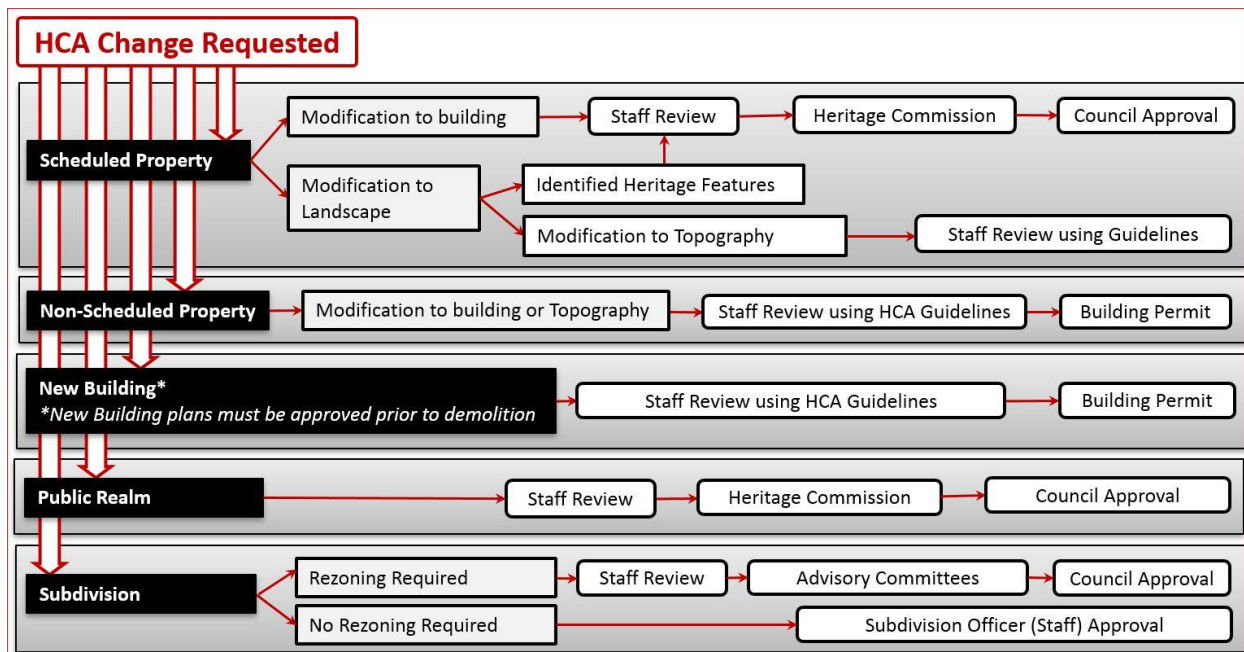 HCA Change Requested
Modification to building
Staff Review
Heritage Commission
Council Approval
Scheduled Property
Modification to
Landscape
Identified Heritage Features
Modification to Topography
Staff Review using Guidelines
Non-Scheduled Property
Modification to building or Topography
Staff Review using HCA Guidelines
Building Permit
New Building*
*New Building plans must be approved prior to demolition
Staff Review using HCA Guidelines
Building Permit
Public Realm
Staff Review
Heritage Commission
Council Approval
Subdivision
Rezoning Required
Staff Review
Advisory Committees
Council Approval
No Rezoning Required
Subdivision Officer (Staff) Approval